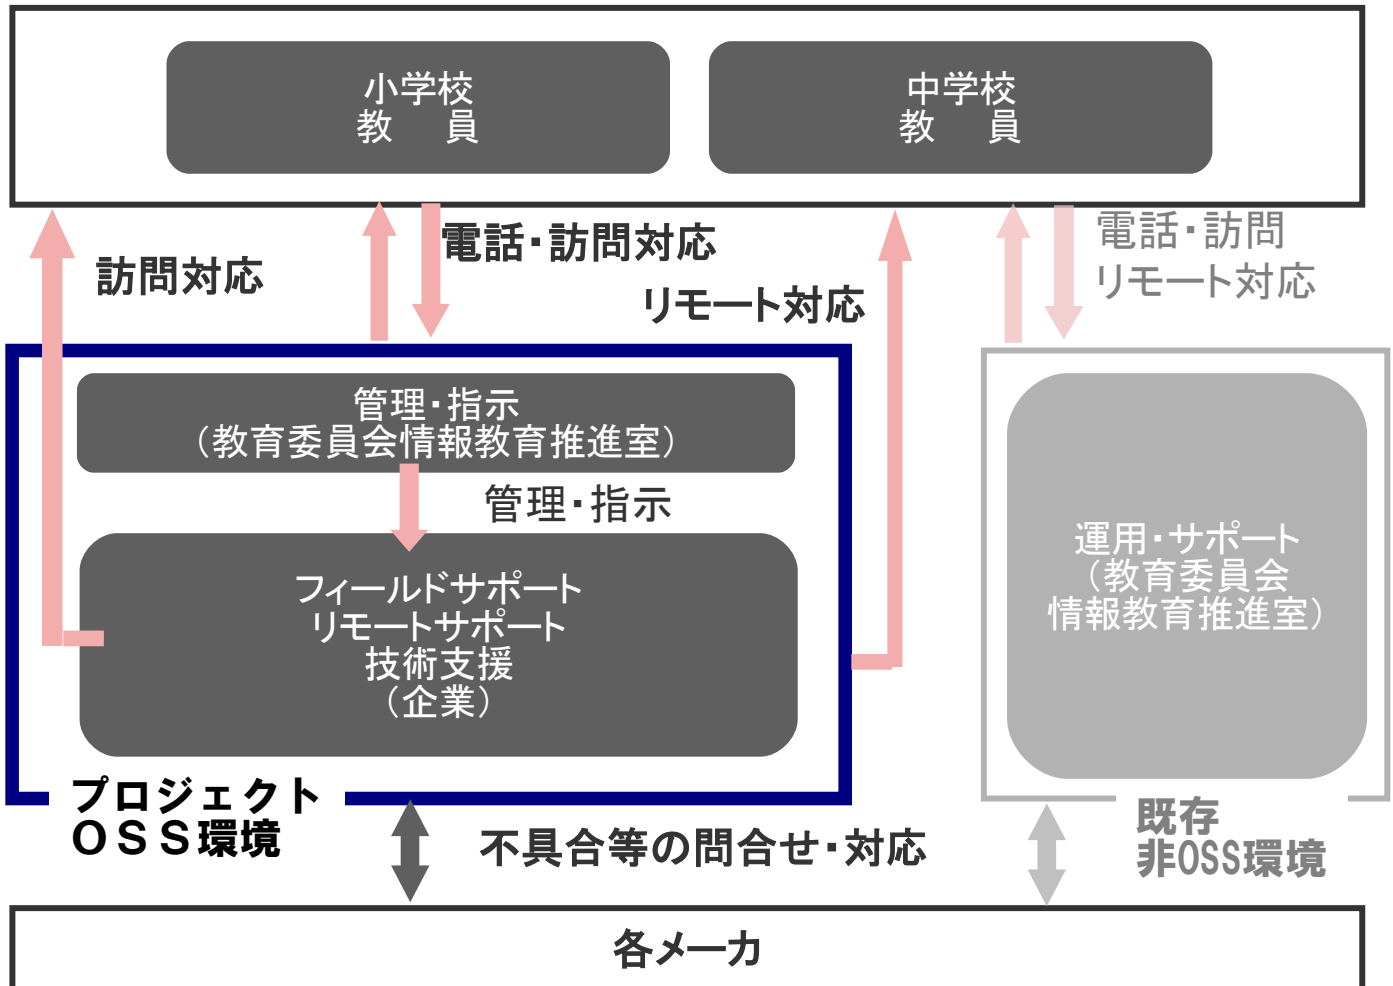 小学校
教　員
中学校
教　員
訪問対応
電話・訪問対応
リモート対応
電話・訪問
リモート対応
管理・指示
（教育委員会情報教育推進室）
管理・指示
フィールドサポート
リモートサポート
技術支援
（企業）
運用・サポート
（教育委員会
情報教育推進室）
プロジェクト
ＯＳＳ環境
不具合等の問合せ・対応
既存
非OSS環境
各メーカ